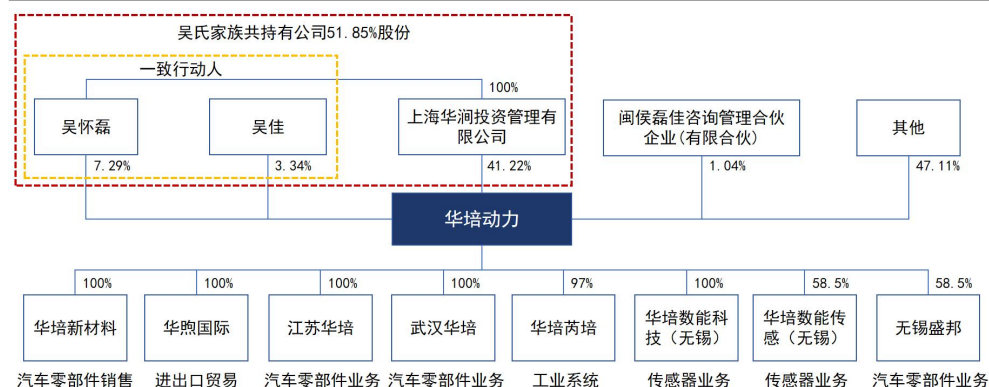 吴氏家族共持有公司51.85%股份
一致行动人
100%
吴怀磊
吴佳
上海华涧投资管理有
限公司
闽侯磊佳咨询管理合伙
企业(有限合伙)
其他
7.29%
3.34%
41.22%
1.04%
47.11%
华培动力
100%
100%
100%
100%
97%
100%
58.5%
58.5%
华培新材料
华煦国际
江苏华培
武汉华培
华培芮培
华培数能科
技（无锡）
华培数能传
感（无锡）
无锡盛邦
汽车零部件销售
进出口贸易
汽车零部件业务
汽车零部件业务
工业系统
传感器业务
传感器业务
汽车零部件业务